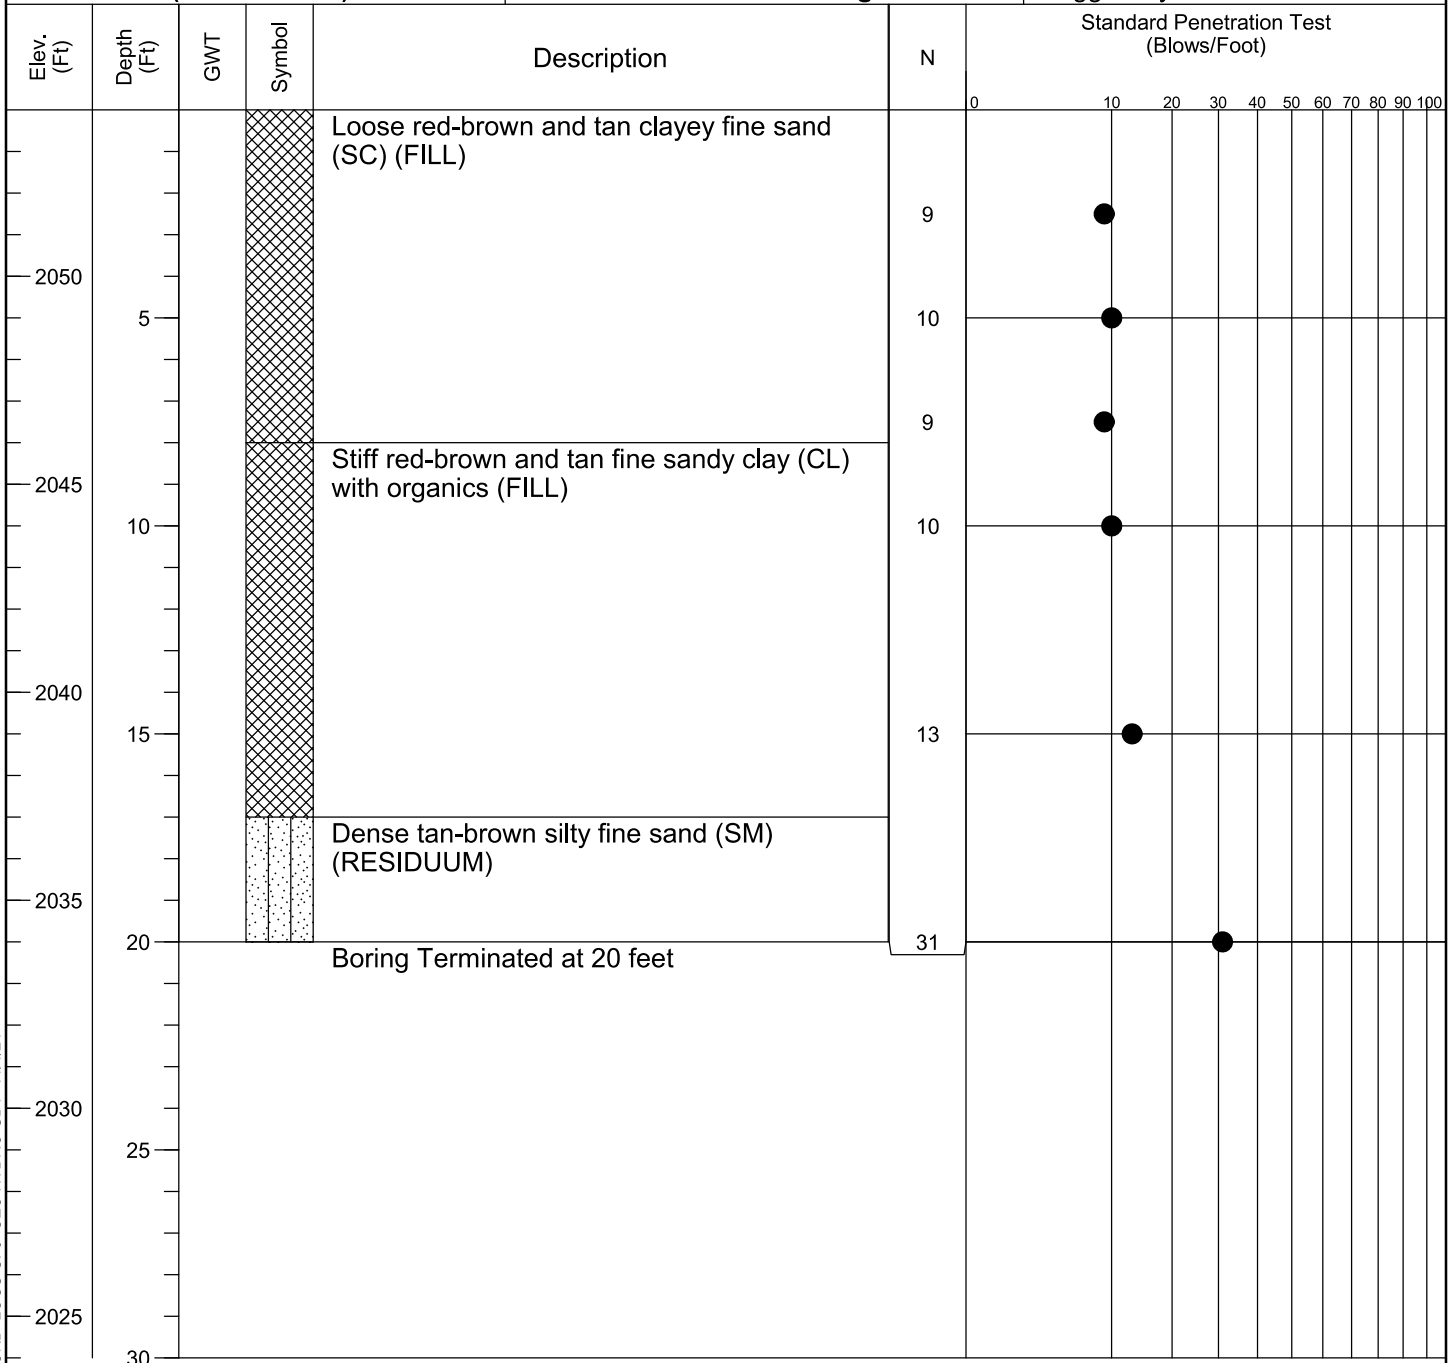 Elev.
(Ft)
Depth
(Ft)
GWT
Symbol
Description
N
Standard Penetration Test
(Blows/Foot)
0 10 20 30 40 50 60 70 80 90 100
Loose red-brown and tan clayey fine sand
(SC) (FILL)
9
2050
5
10
9
Stiff red-brown and tan fine sandy clay (CL)
with organics (FILL)
2045
10
10
2040
15
13
Dense tan-brown silty fine sand (SM)
(RESIDUUM)
2035
20
31
Boring Terminated at 20 feet
2030
25
2025
30